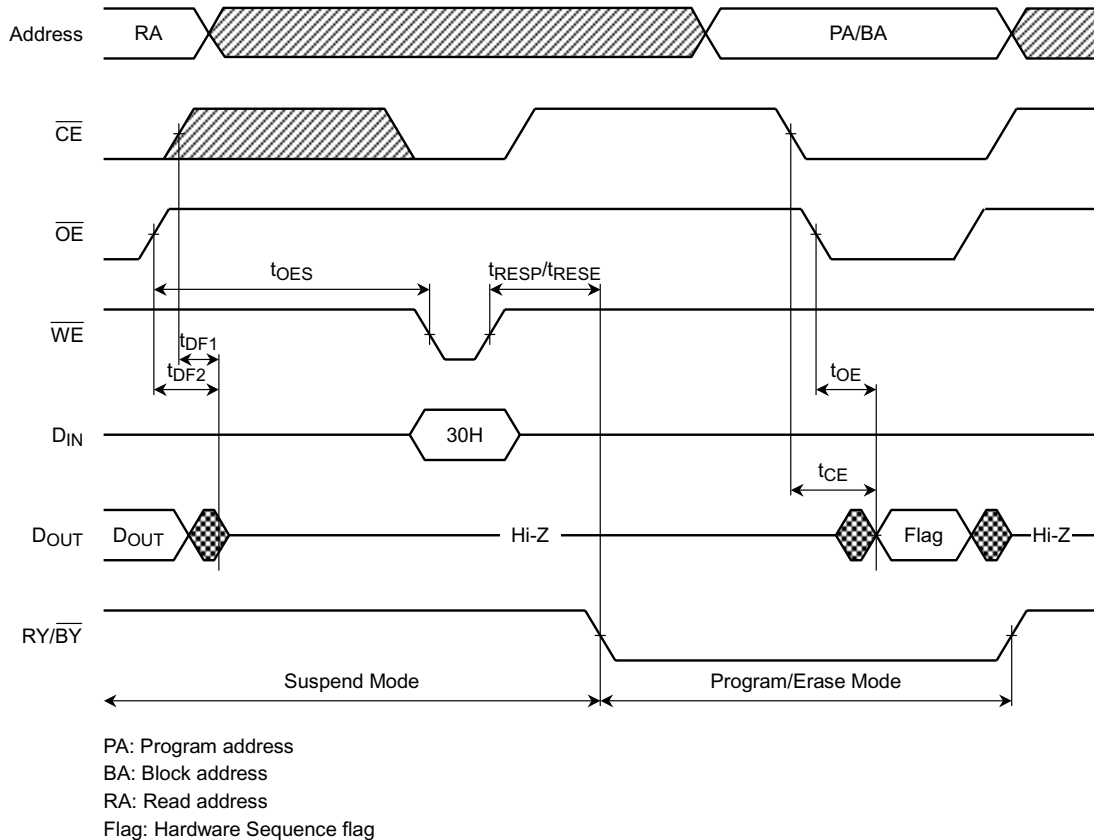 Address RA PA/BA
CE
OE
tOES tRESP/tRESE
WE
tDF1
tDF2
tOE
DIN 30H
tCE
DOUT DOUT Hi-Z Flag Hi-Z
RY/BY
Suspend Mode Program/Erase Mode
PA: Program address
BA: Block address
RA: Read address
Flag: Hardware Sequence flag